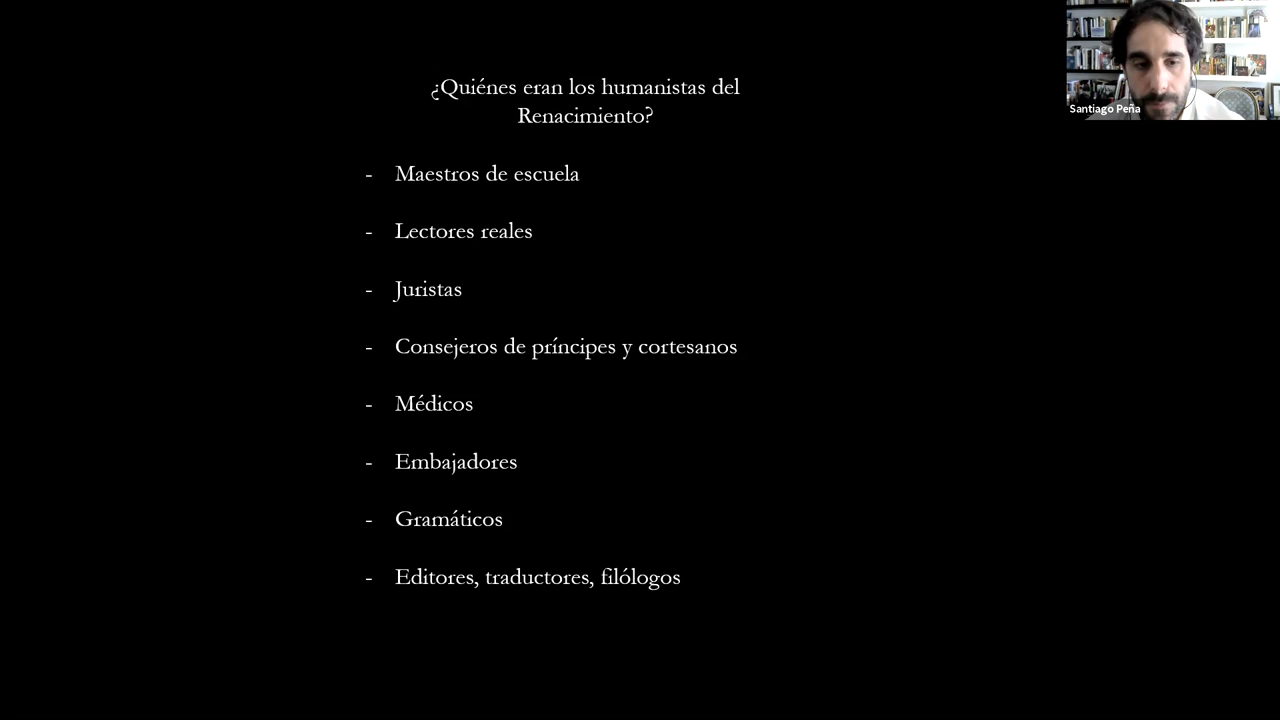 ¿Quiénes eran los humanistas del
Renacimiento?
- Maestros de escuela
- Lectores reales
- Juristas
- Consejeros de príncipes y cortesanos
- Médicos
- Embajadores
- Gramáticos
- Editores, traductores, filólogos
Santiago Peña